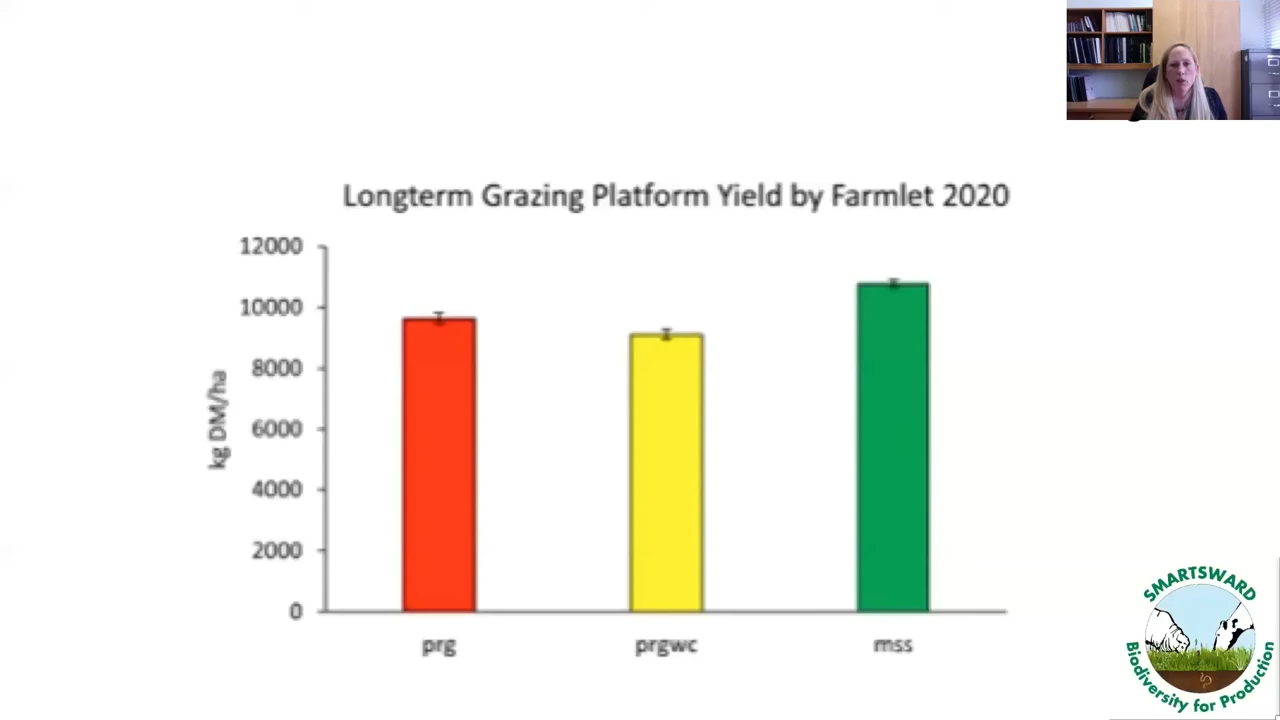 Longterm Grazing Platform Yield by Farmlet 2020
12000
10000
8000
6000
4000
2000
0
kg DM/ha
prg
prgwc
mss
SMARTSWARD
Biodiversity for Production